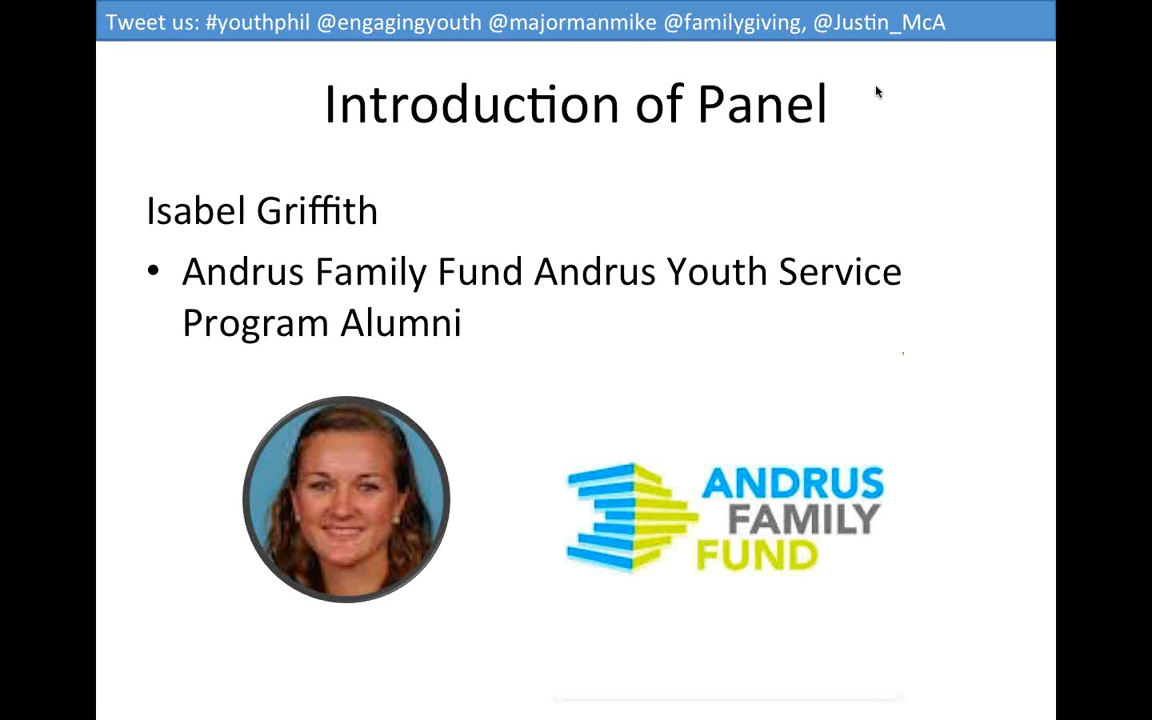 Tweet us: #youthphil @engagingyouth @majormanmike @familygiving, @Justin_McA
Introduction of Panel
Isabel Griffith
• Andrus Family Fund Andrus Youth Service
Program Alumni
ANDRUS
FAMILY
FUND